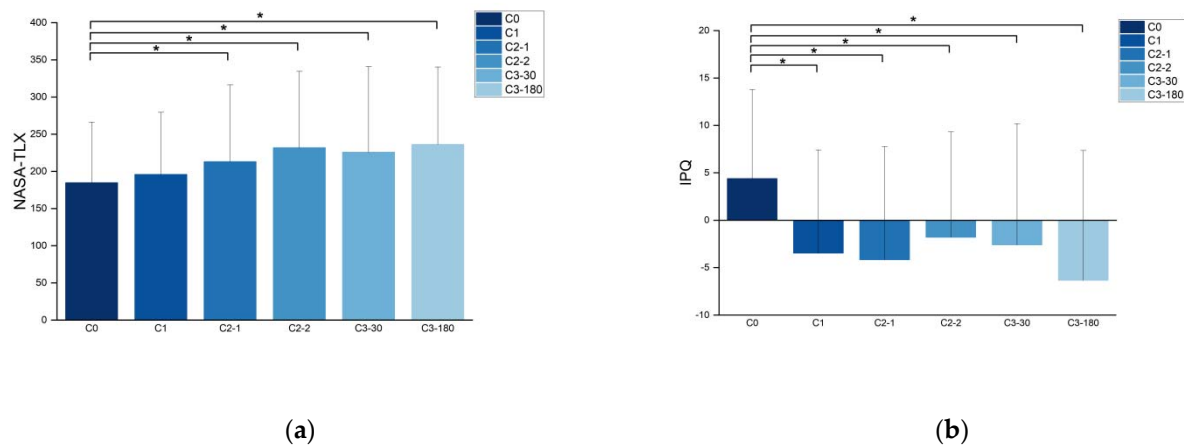 *
*
*
*
400
350
300
250
200
150
100
50
0
NASA-TLX
C0
C1
C2-1
C2-2
C3-30
C3-180
C0
C1
C2-1
C2-2
C3-30
C3-180
(a)
*
*
*
*
*
20
15
10
5
0
-5
-10
IPQ
C0
C1
C2-1
C2-2
C3-30
C3-180
C0
C1
C2-1
C2-2
C3-30
C3-180
(b)